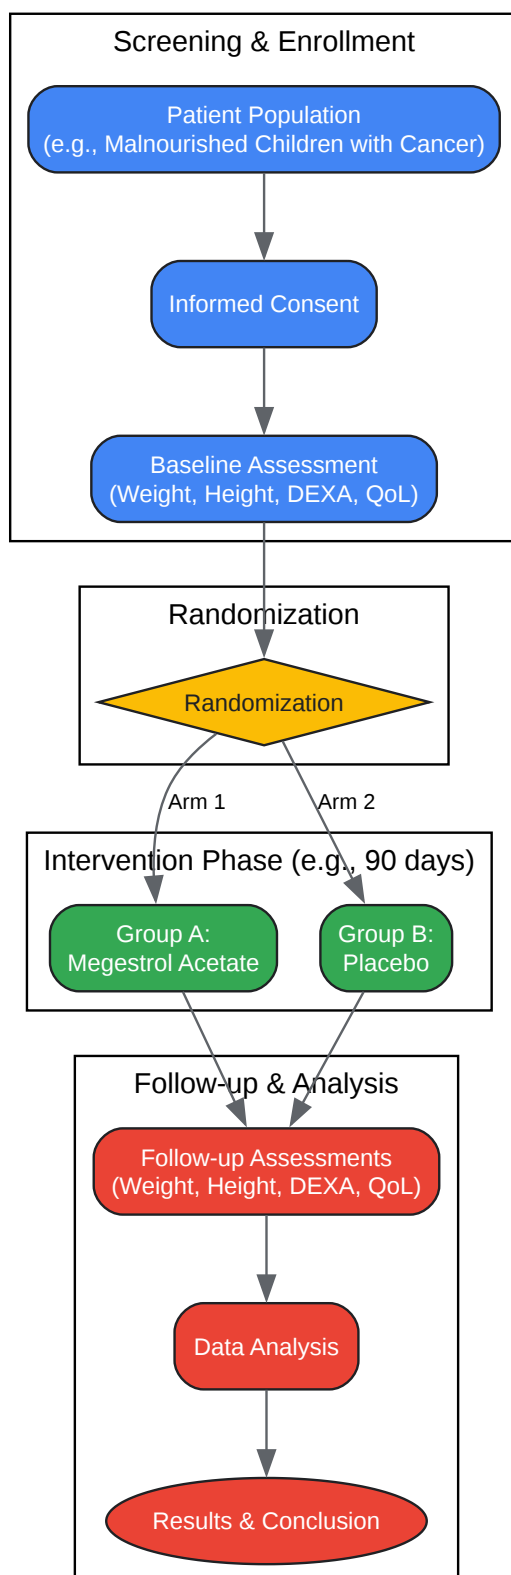 Screening & Enrollment
Patient Population
(e.g., Malnourished Children with Cancer)
Informed Consent
Baseline Assessment
(Weight, Height, DEXA, QoL)
Randomization
Randomization
Arm 1
Arm 2
Intervention Phase (e.g., 90 days)
Group A:
Megestrol Acetate
Group B:
Placebo
Follow-up & Analysis
Follow-up Assessments
(Weight, Height, DEXA, QoL)
Data Analysis
Results & Conclusion